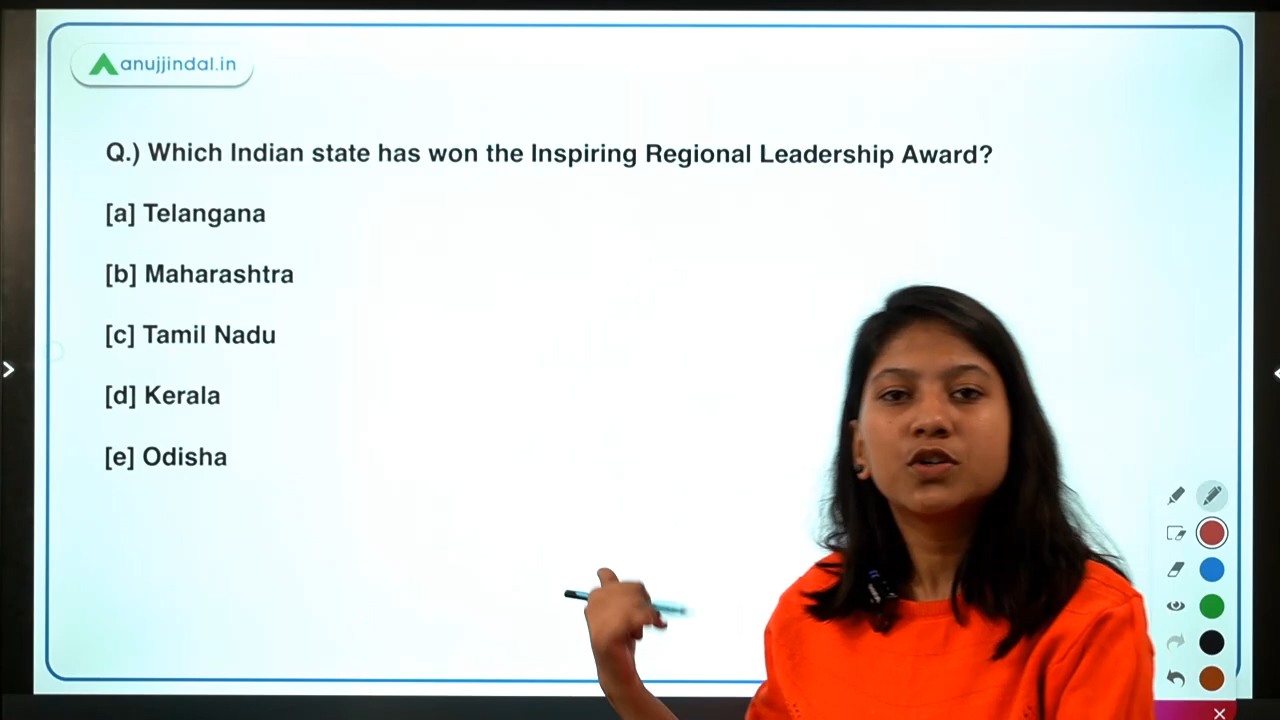 anujjindal.in
Q.) Which Indian state has won the Inspiring Regional Leadership Award?
[a] Telangana
[b] Maharashtra
[c] Tamil Nadu
[d] Kerala
[e] Odisha